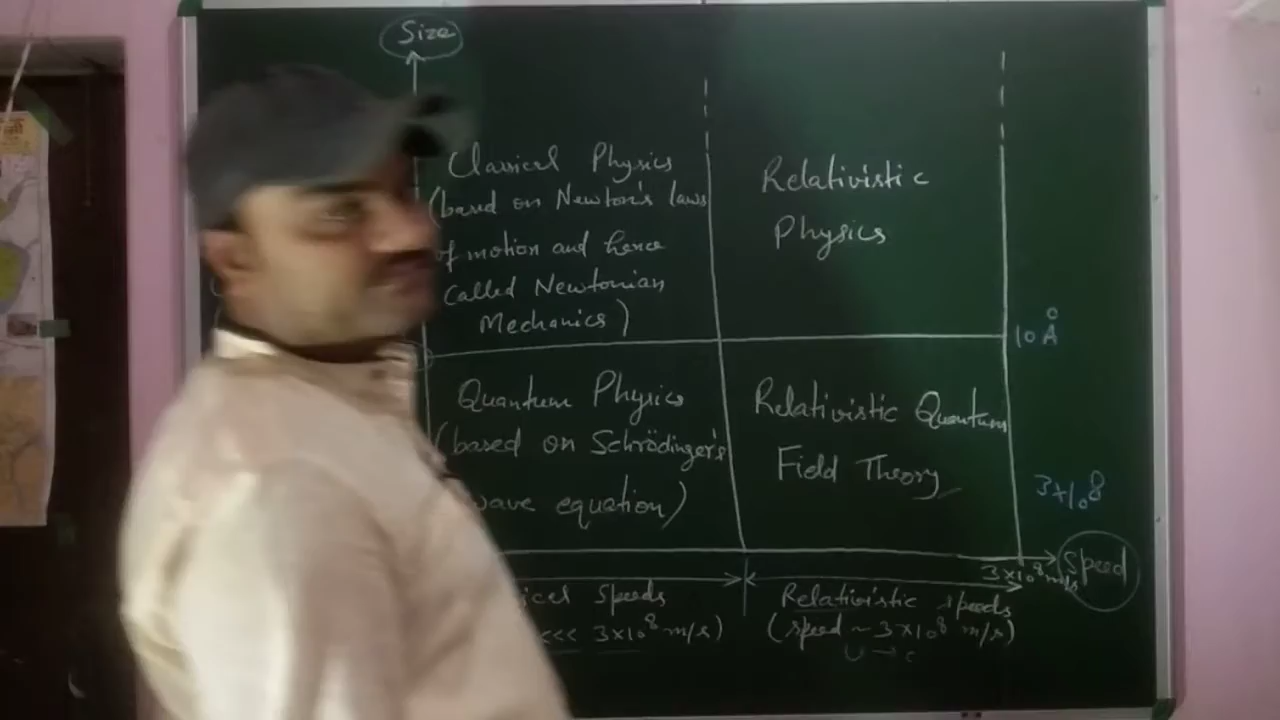 Size
Classical Physics
(based on Newton's laws
of motion and hence
called Newtonian
Mechanics)
Relativistic
Physics
10 Å
Quantum Physics
(based on Schrödinger's
wave equation)
Relativistic Quantum
Field Theory
3×10⁸
Speed
3×10⁸ m/s
Speeds
<<< 3×10⁸ m/s)
Relativistic speeds
(speed ~ 3×10⁸ m/s)
υ → c